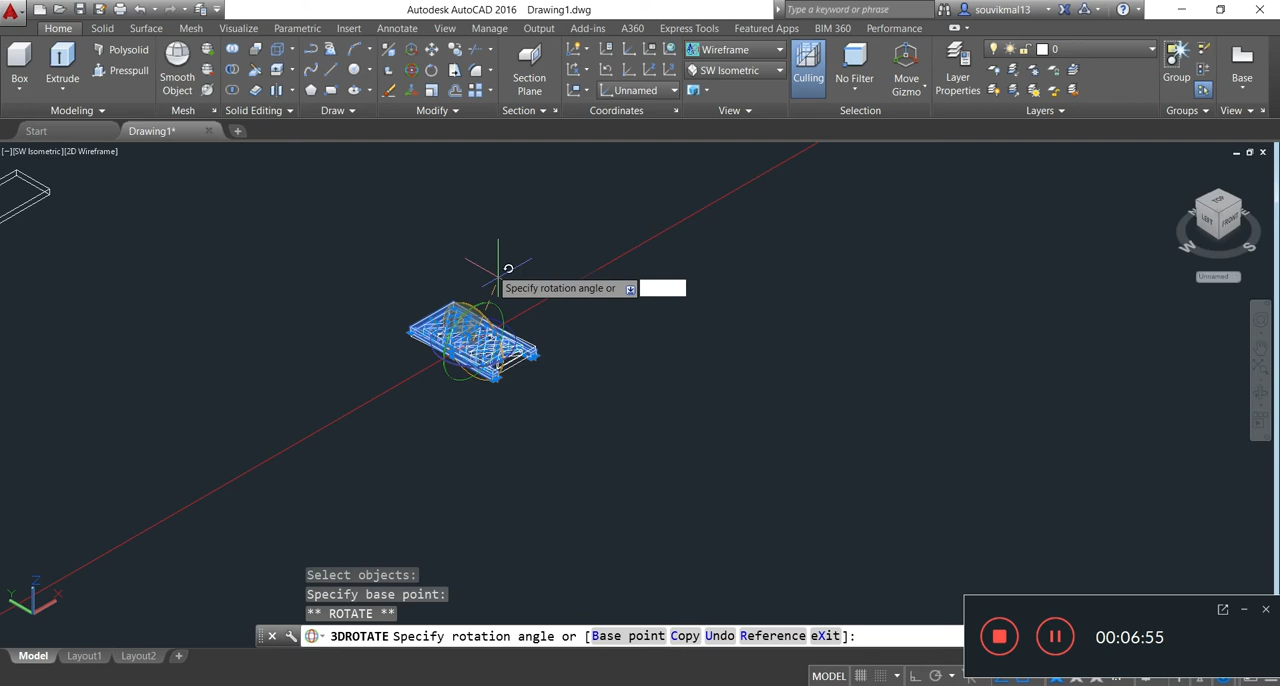 Autodesk AutoCAD 2016 Drawing1.dwg
Type a keyword or phrase
souvikmal13
Home Solid Surface Mesh Visualize Parametric Insert Annotate View Manage Output Add-ins A360 Express Tools Featured Apps BIM 360 Performance
Polysolid
Presspull
Box
Extrude
Smooth
Object
Section
Plane
Unnamed
Wireframe
SW Isometric
Culling
No Filter
Move
Gizmo
Layer
Properties
0
Group
Base
Modeling
Mesh
Solid Editing
Draw
Modify
Section
Coordinates
View
Selection
Layers
Groups
View
Start
Drawing1*
[−][SW Isometric][2D Wireframe]
TOP
LEFT
FRONT
W
S
Unnamed
Specify rotation angle or
Z
Y
X
Select objects:
Specify base point:
** ROTATE **
3DROTATE Specify rotation angle or [Base point Copy Undo Reference eXit]:
00:06:55
Model
Layout1
Layout2
MODEL